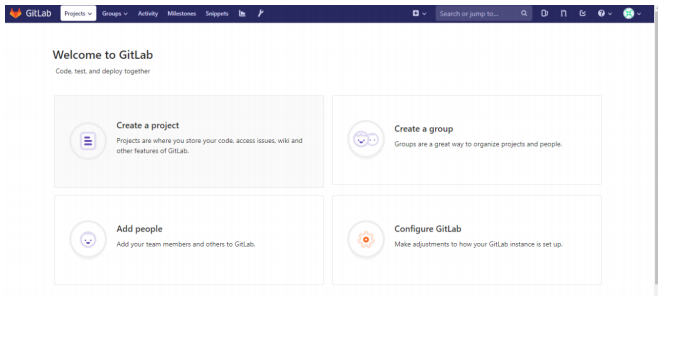 GitLab Projects Groups Activity Milestones Snippets Search or jump to...
Welcome to GitLab
Code, test, and deploy together
Create a project
Projects are where you store your code, access issues, wiki and
other features of GitLab.
Create a group
Groups are a great way to organize projects and people.
Add people
Add your team members and others to GitLab.
Configure GitLab
Make adjustments to how your GitLab instance is set up.